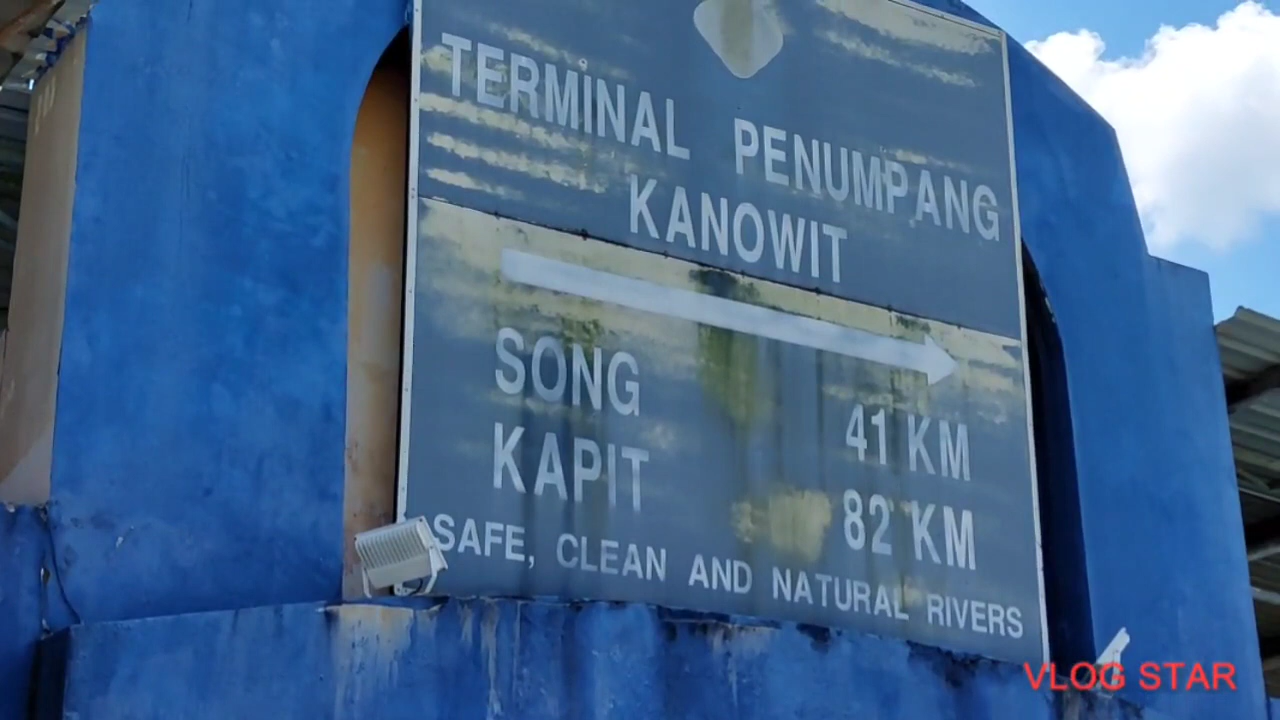 TERMINAL PENUMPANG
KANOWIT
SONG 41 KM
KAPIT 82 KM
SAFE, CLEAN AND NATURAL RIVERS
VLOG STAR